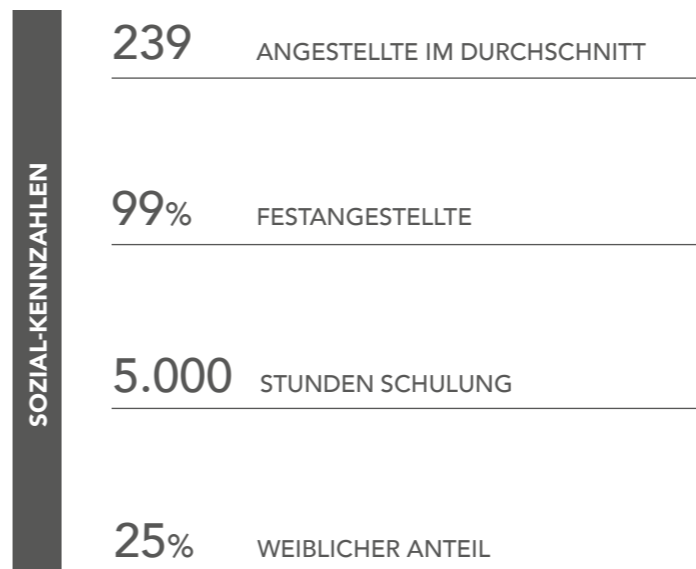 SOZIAL-KENNZAHLEN
239 ANGESTELLTE IM DURCHSCHNITT
99% FESTANGESTELLTE
5.000 STUNDEN SCHULUNG
25% WEIBLICHER ANTEIL